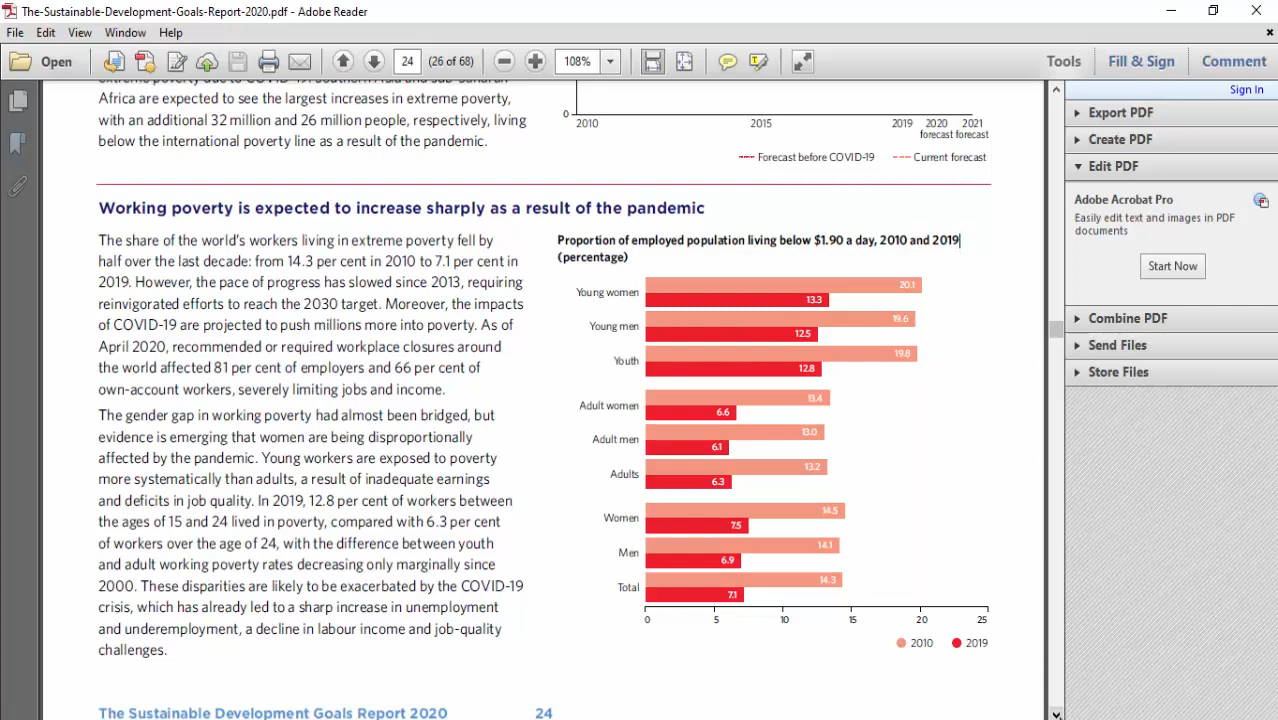 The-Sustainable-Development-Goals-Report-2020.pdf - Adobe Reader
File Edit View Window Help
Open 24 (26 of 68) 108% Tools Fill & Sign Comment
Sign In
Export PDF
Create PDF
Edit PDF
Adobe Acrobat Pro
Easily edit text and images in PDF
documents
Start Now
Combine PDF
Send Files
Store Files
extreme poverty due to COVID-19. Southern Asia and sub-Saharan
Africa are expected to see the largest increases in extreme poverty,
with an additional 32 million and 26 million people, respectively, living
below the international poverty line as a result of the pandemic.
0
2010 2015 2019 2020 2021
forecast forecast
Forecast before COVID-19 Current forecast
Working poverty is expected to increase sharply as a result of the pandemic
The share of the world's workers living in extreme poverty fell by
half over the last decade: from 14.3 per cent in 2010 to 7.1 per cent in
2019. However, the pace of progress has slowed since 2013, requiring
reinvigorated efforts to reach the 2030 target. Moreover, the impacts
of COVID-19 are projected to push millions more into poverty. As of
April 2020, recommended or required workplace closures around
the world affected 81 per cent of employers and 66 per cent of
own-account workers, severely limiting jobs and income.
The gender gap in working poverty had almost been bridged, but
evidence is emerging that women are being disproportionally
affected by the pandemic. Young workers are exposed to poverty
more systematically than adults, a result of inadequate earnings
and deficits in job quality. In 2019, 12.8 per cent of workers between
the ages of 15 and 24 lived in poverty, compared with 6.3 per cent
of workers over the age of 24, with the difference between youth
and adult working poverty rates decreasing only marginally since
2000. These disparities are likely to be exacerbated by the COVID-19
crisis, which has already led to a sharp increase in unemployment
and underemployment, a decline in labour income and job-quality
challenges.
Proportion of employed population living below $1.90 a day, 2010 and 2019
(percentage)
Young women 20.1
13.3
Young men 19.6
12.5
Youth 19.8
12.8
Adult women 13.4
6.6
Adult men 13.0
6.1
Adults 13.2
6.3
Women 14.5
7.5
Men 14.1
6.9
Total 14.3
7.1
0 5 10 15 20 25
2010 2019
The Sustainable Development Goals Report 2020 24